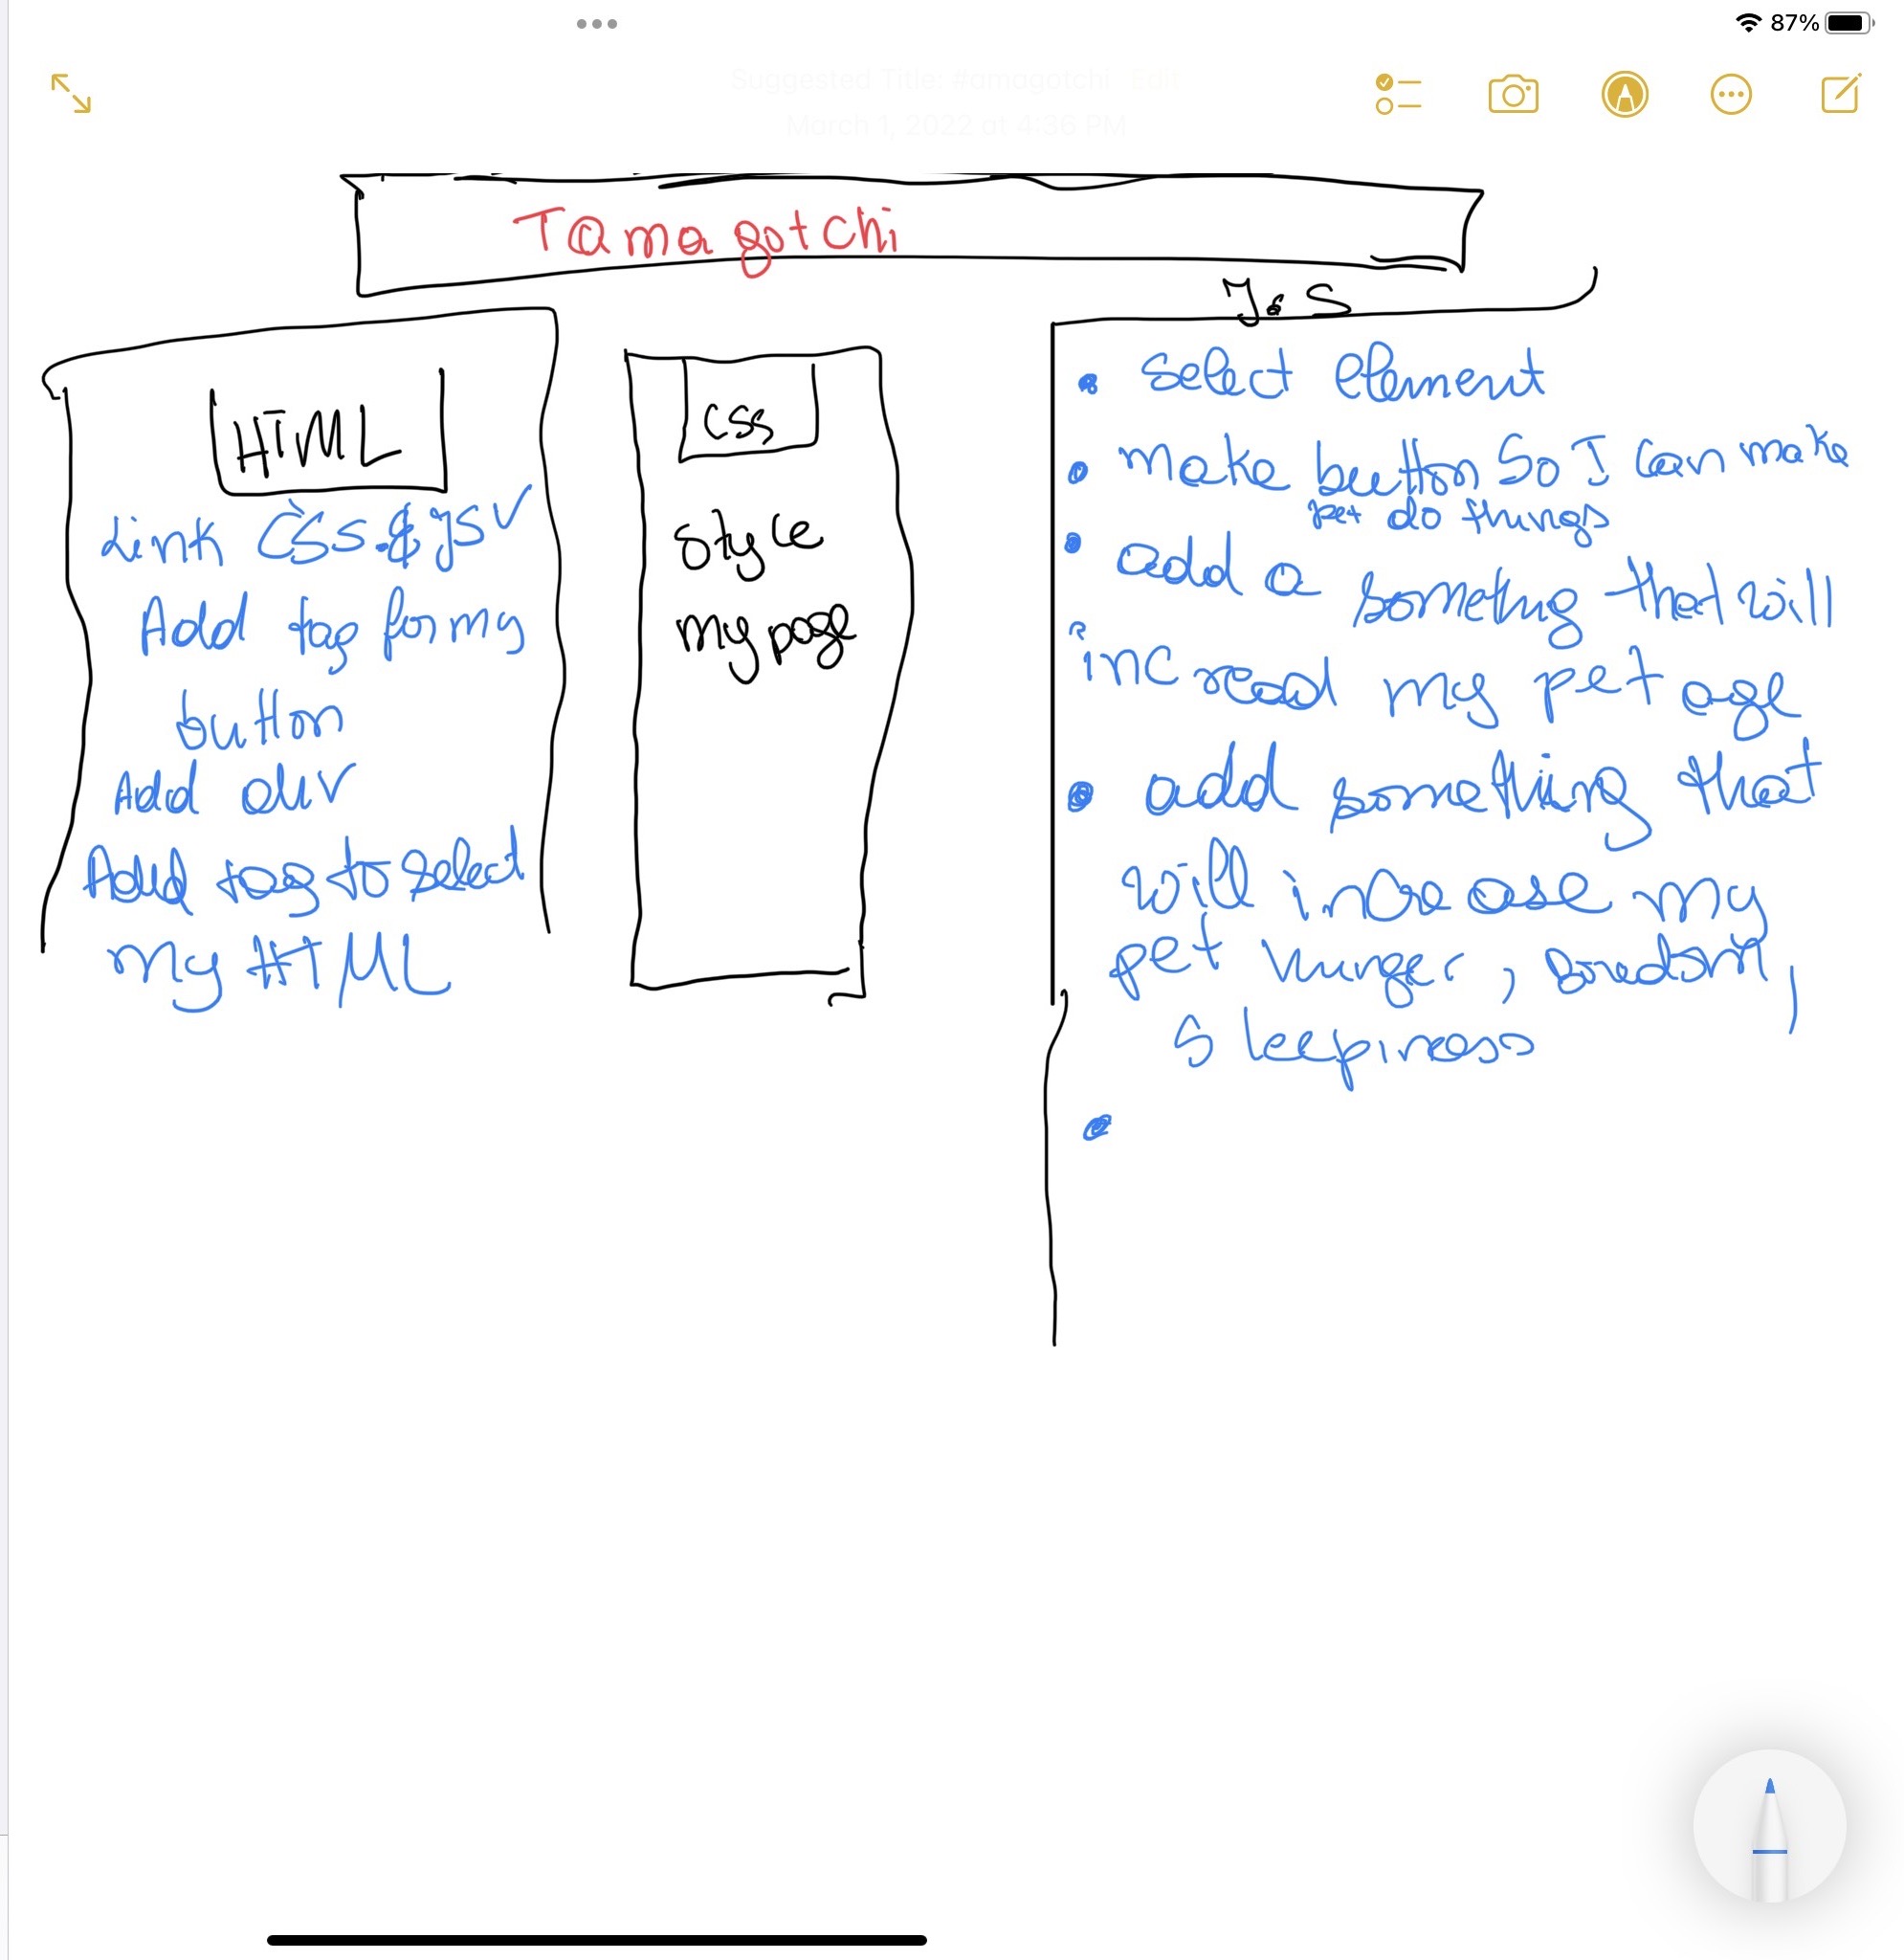 87%
Suggested Title: #amagotchi Edit
March 1, 2022 at 4:36 PM
Tamagotchi
HTML
Link CSS & JS
Add tag for my
button
Add div
Add tag to select
my HTML
CSS
style
my page
J.S
select element
make button So I can make
pet do things
add a something that will
incread my pet age
add something that
will increase my
pet hunger, boredom,
Sleepiness